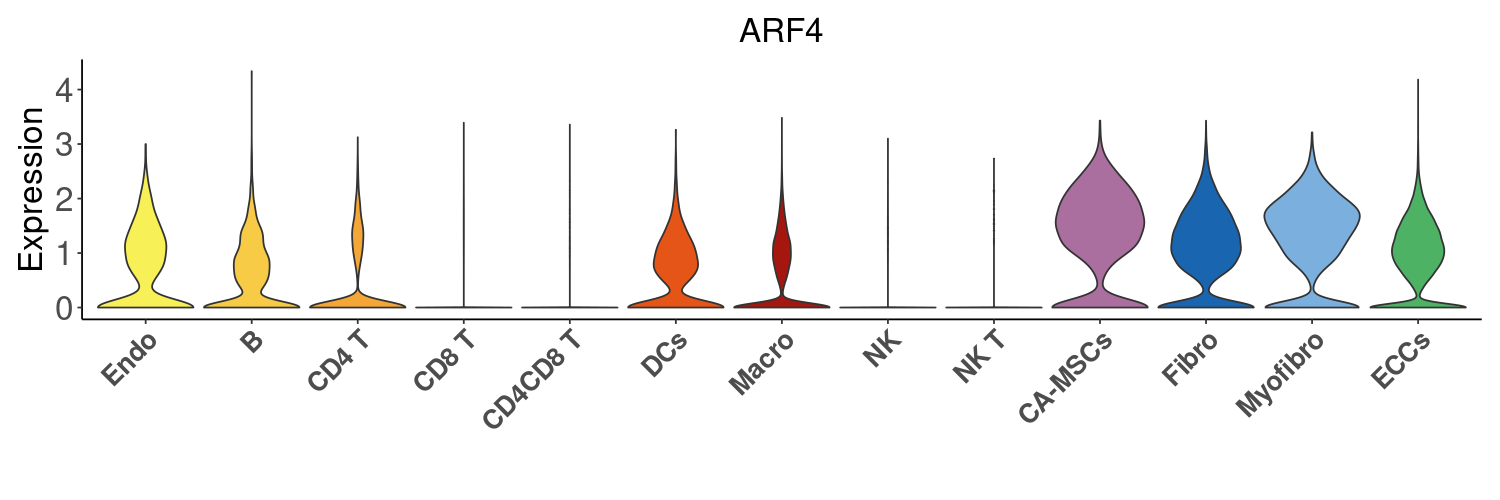 ARF4
Expression
4
3
2
1
0
Endo
B
CD4 T
CD8 T
CD4CD8 T
DCs
Macro
NK
NK T
CA-MSCs
Fibro
Myofibro
ECCs